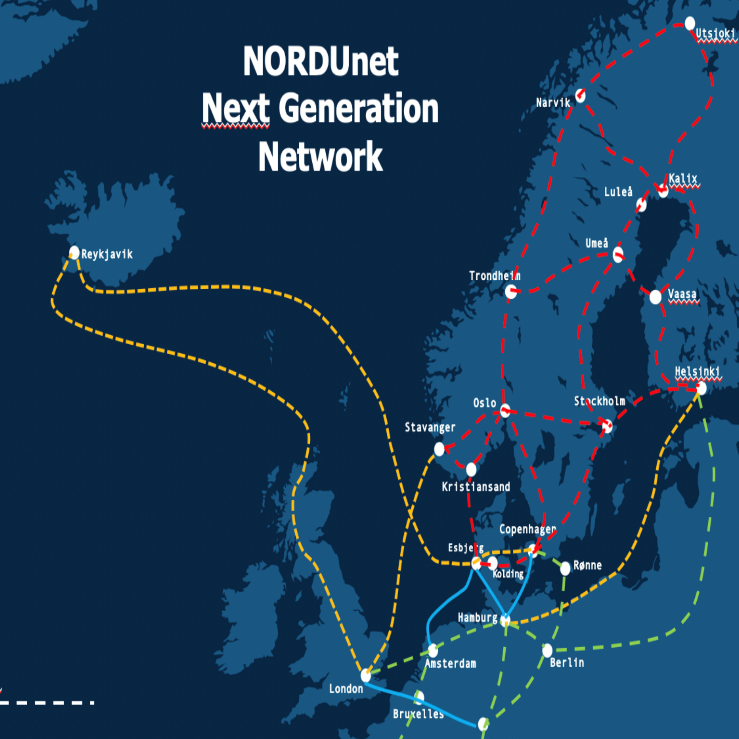 NORDUnet
Next Generation
Network
Utsjoki
Narvik
Kalix
Luleå
Umeå
Reykjavik
Trondheim
Vaasa
Helsinki
Oslo
Stockholm
Stavanger
Kristiansand
Copenhagen
Esbjerg
Kolding
Rønne
Hamburg
Amsterdam
Berlin
London
Bruxelles